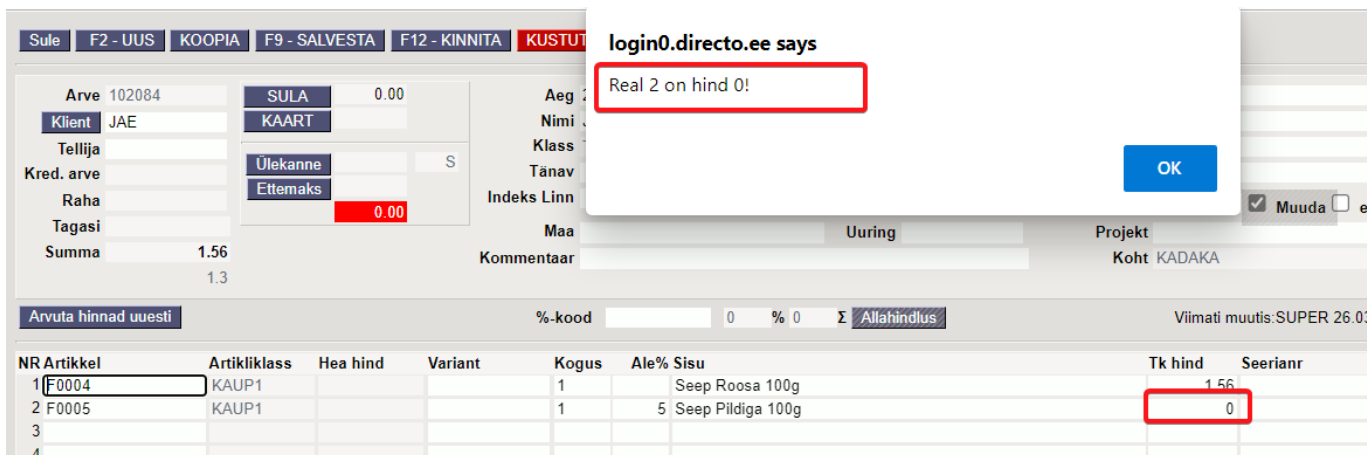 Sule F2 - UUS KOOPIA F9 - SALVESTA F12 - KINNITA KUSTUT
login0.directo.ee says
Real 2 on hind 0!
OK
Arve 102084 SULA 0.00 Aeg
Klient JAE KAART Nimi
Tellija Klass
Kred. arve Ülekanne S Tänav
Raha Ettemaks Indeks Linn Muuda
0.00
Tagasi Maa Uuring Projekt
Summa 1.56 Kommentaar Koht KADAKA
1.3
Arvuta hinnad uuesti %-kood 0 % 0 Σ Allahindlus Viimati muutis:SUPER 26.03
NR Artikkel Artikliklass Hea hind Variant Kogus Ale% Sisu Tk hind Seerianr
1 F0004 KAUP1 1 Seep Roosa 100g 1.56
2 F0005 KAUP1 1 5 Seep Pildiga 100g 0
3
4